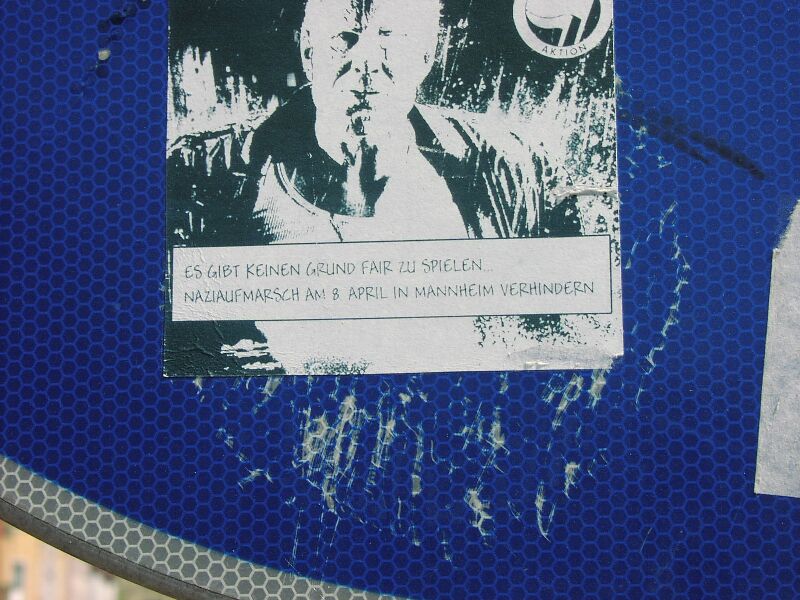 AKTION
ES GIBT KEINEN GRUND FAIR ZU SPIELEN...
NAZIAUFMARSCH AM 8 APRIL IN MANNHEIM VERHINDERN